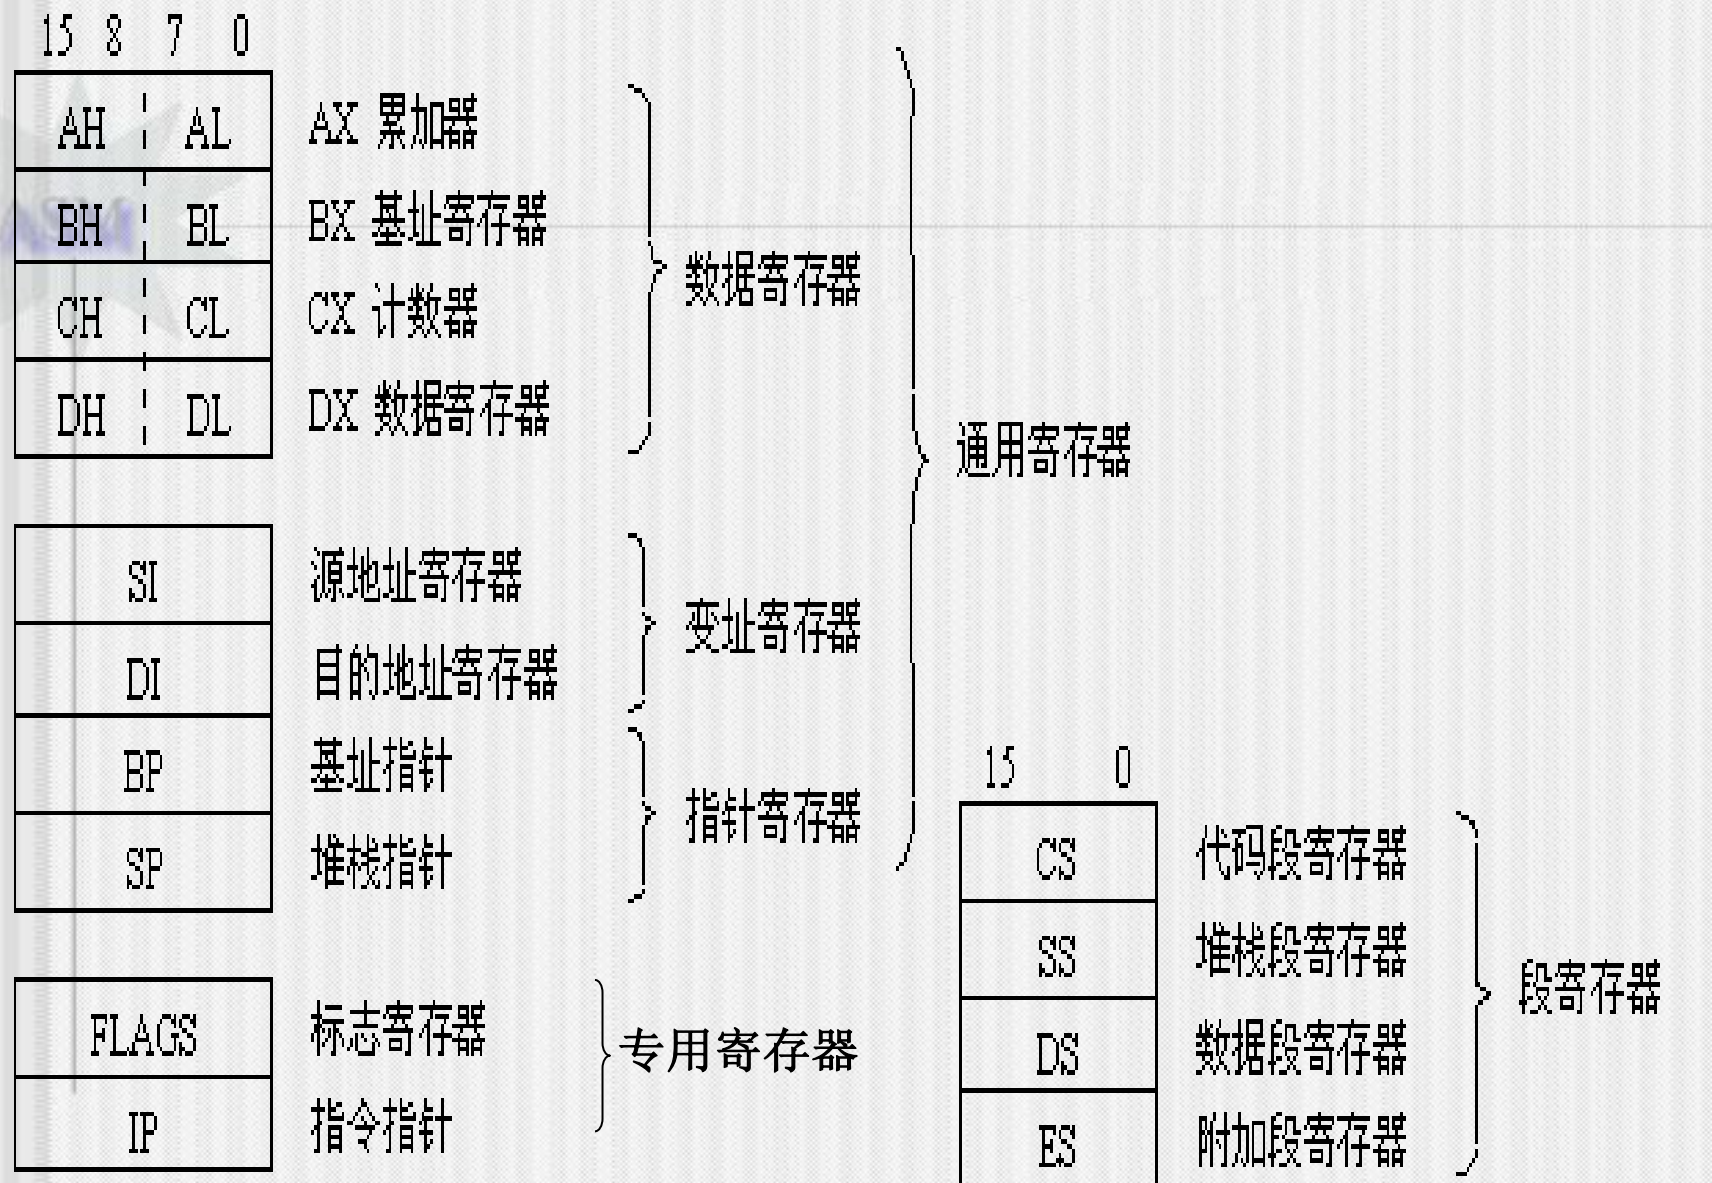 15 8 7 0
AH AL AX 累加器
BH BL BX 基址寄存器
CH CL CX 计数器
DH DL DX 数据寄存器
数据寄存器
通用寄存器
SI 源地址寄存器
DI 目的地址寄存器
变址寄存器
BP 基址指针
SP 堆栈指针
指针寄存器
FLAGS 标志寄存器
IP 指令指针
专用寄存器
15 0
CS 代码段寄存器
SS 堆栈段寄存器
DS 数据段寄存器
ES 附加段寄存器
段寄存器
ASM